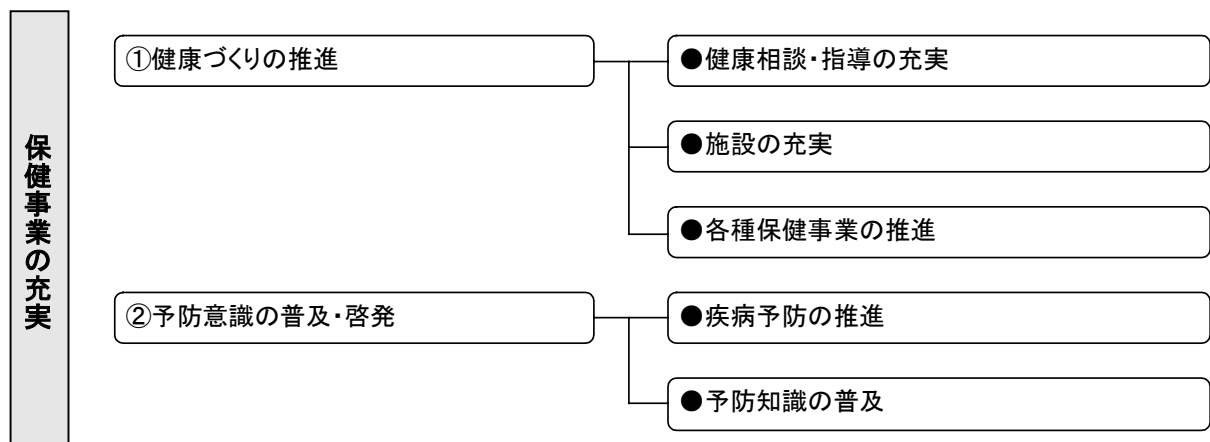 保健事業の充実
①健康づくりの推進
●健康相談・指導の充実
●施設の充実
●各種保健事業の推進
②予防意識の普及・啓発
●疾病予防の推進
●予防知識の普及